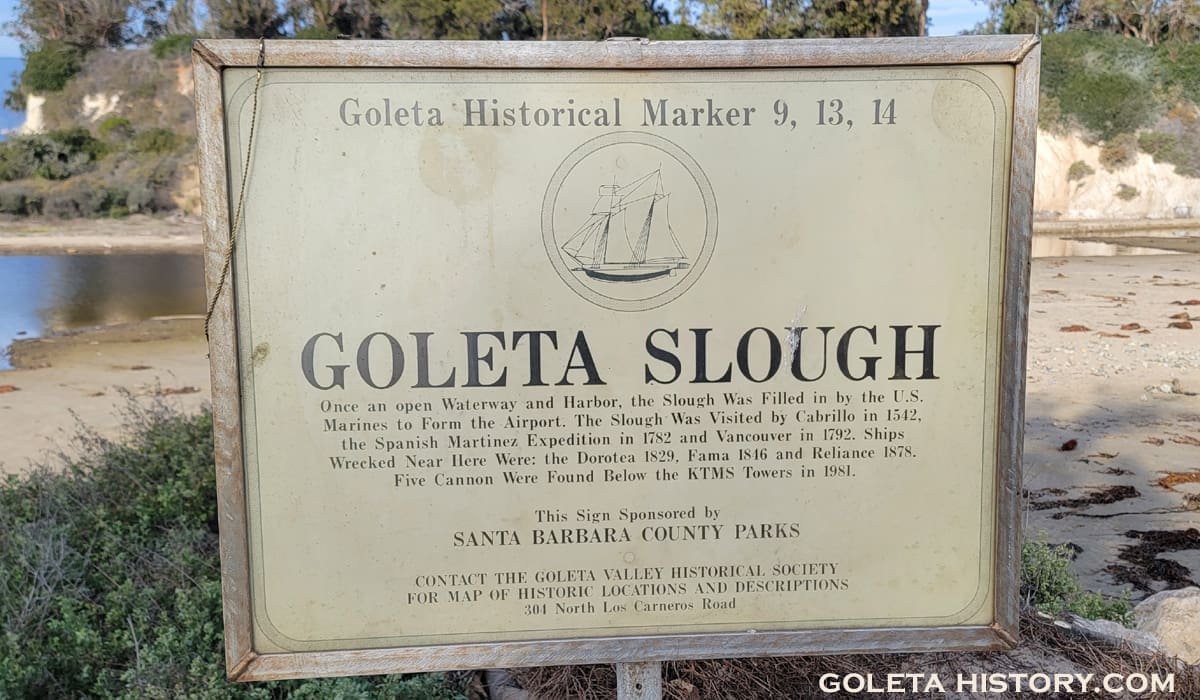 Goleta Historical Marker 9, 13, 14
GOLETA SLOUGH
Once an open Waterway and Harbor, the Slough Was Filled in by the U.S.
Marines to Form the Airport. The Slough Was Visited by Cabrillo in 1542,
the Spanish Martinez Expedition in 1782 and Vancouver in 1792. Ships
Wrecked Near Here Were: the Dorotea 1829, Fama 1846 and Reliance 1878.
Five Cannon Were Found Below the KTMS Towers in 1981.
This Sign Sponsored by
SANTA BARBARA COUNTY PARKS
CONTACT THE GOLETA VALLEY HISTORICAL SOCIETY
FOR MAP OF HISTORIC LOCATIONS AND DESCRIPTIONS
304 North Los Carneros Road
GOLETA HISTORY.COM